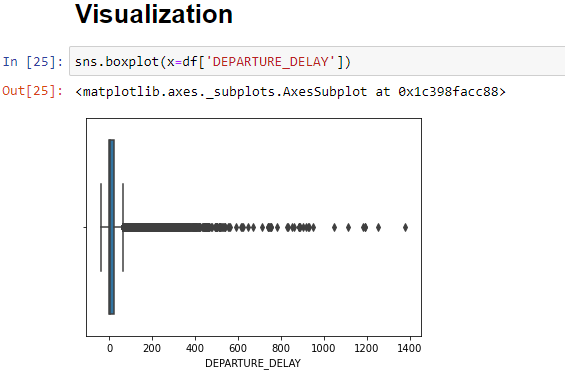 Visualization
In [25]: sns.boxplot(x=df['DEPARTURE_DELAY'])
Out[25]: <matplotlib.axes._subplots.AxesSubplot at 0x1c398facc88>
0 200 400 600 800 1000 1200 1400
DEPARTURE_DELAY